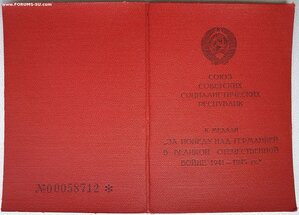 www.FORUMS-SU.com
СОЮЗ
СОВЕТСКИХ
СОЦИАЛИСТИЧЕСКИХ
РЕСПУБЛИК
К МЕДАЛИ
„ЗА ПОБЕДУ НАД ГЕРМАНИЕЙ
В ВЕЛИКОЙ ОТЕЧЕСТВЕННОЙ
ВОЙНЕ 1941—1945 гг."
№ 0058712 *